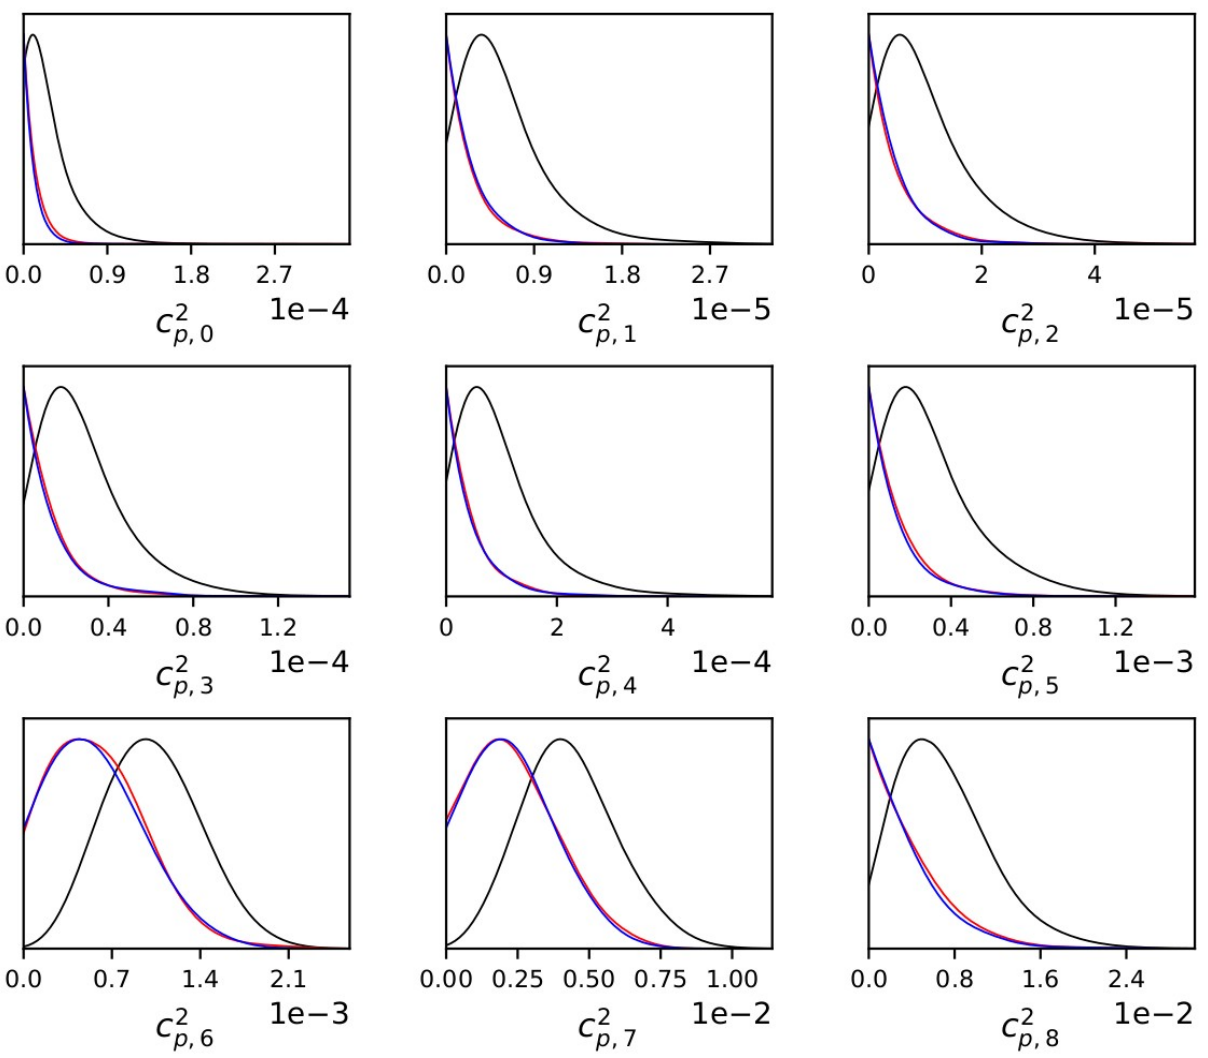 0.0 0.9 1.8 2.7
1e−4
c²p, 0
0.0 0.9 1.8 2.7
1e−5
c²p, 1
0 2 4
1e−5
c²p, 2
0.0 0.4 0.8 1.2
1e−4
c²p, 3
0 2 4
1e−4
c²p, 4
0.0 0.4 0.8 1.2
1e−3
c²p, 5
0.0 0.7 1.4 2.1
1e−3
c²p, 6
0.00 0.25 0.50 0.75 1.00
1e−2
c²p, 7
0.0 0.8 1.6 2.4
1e−2
c²p, 8